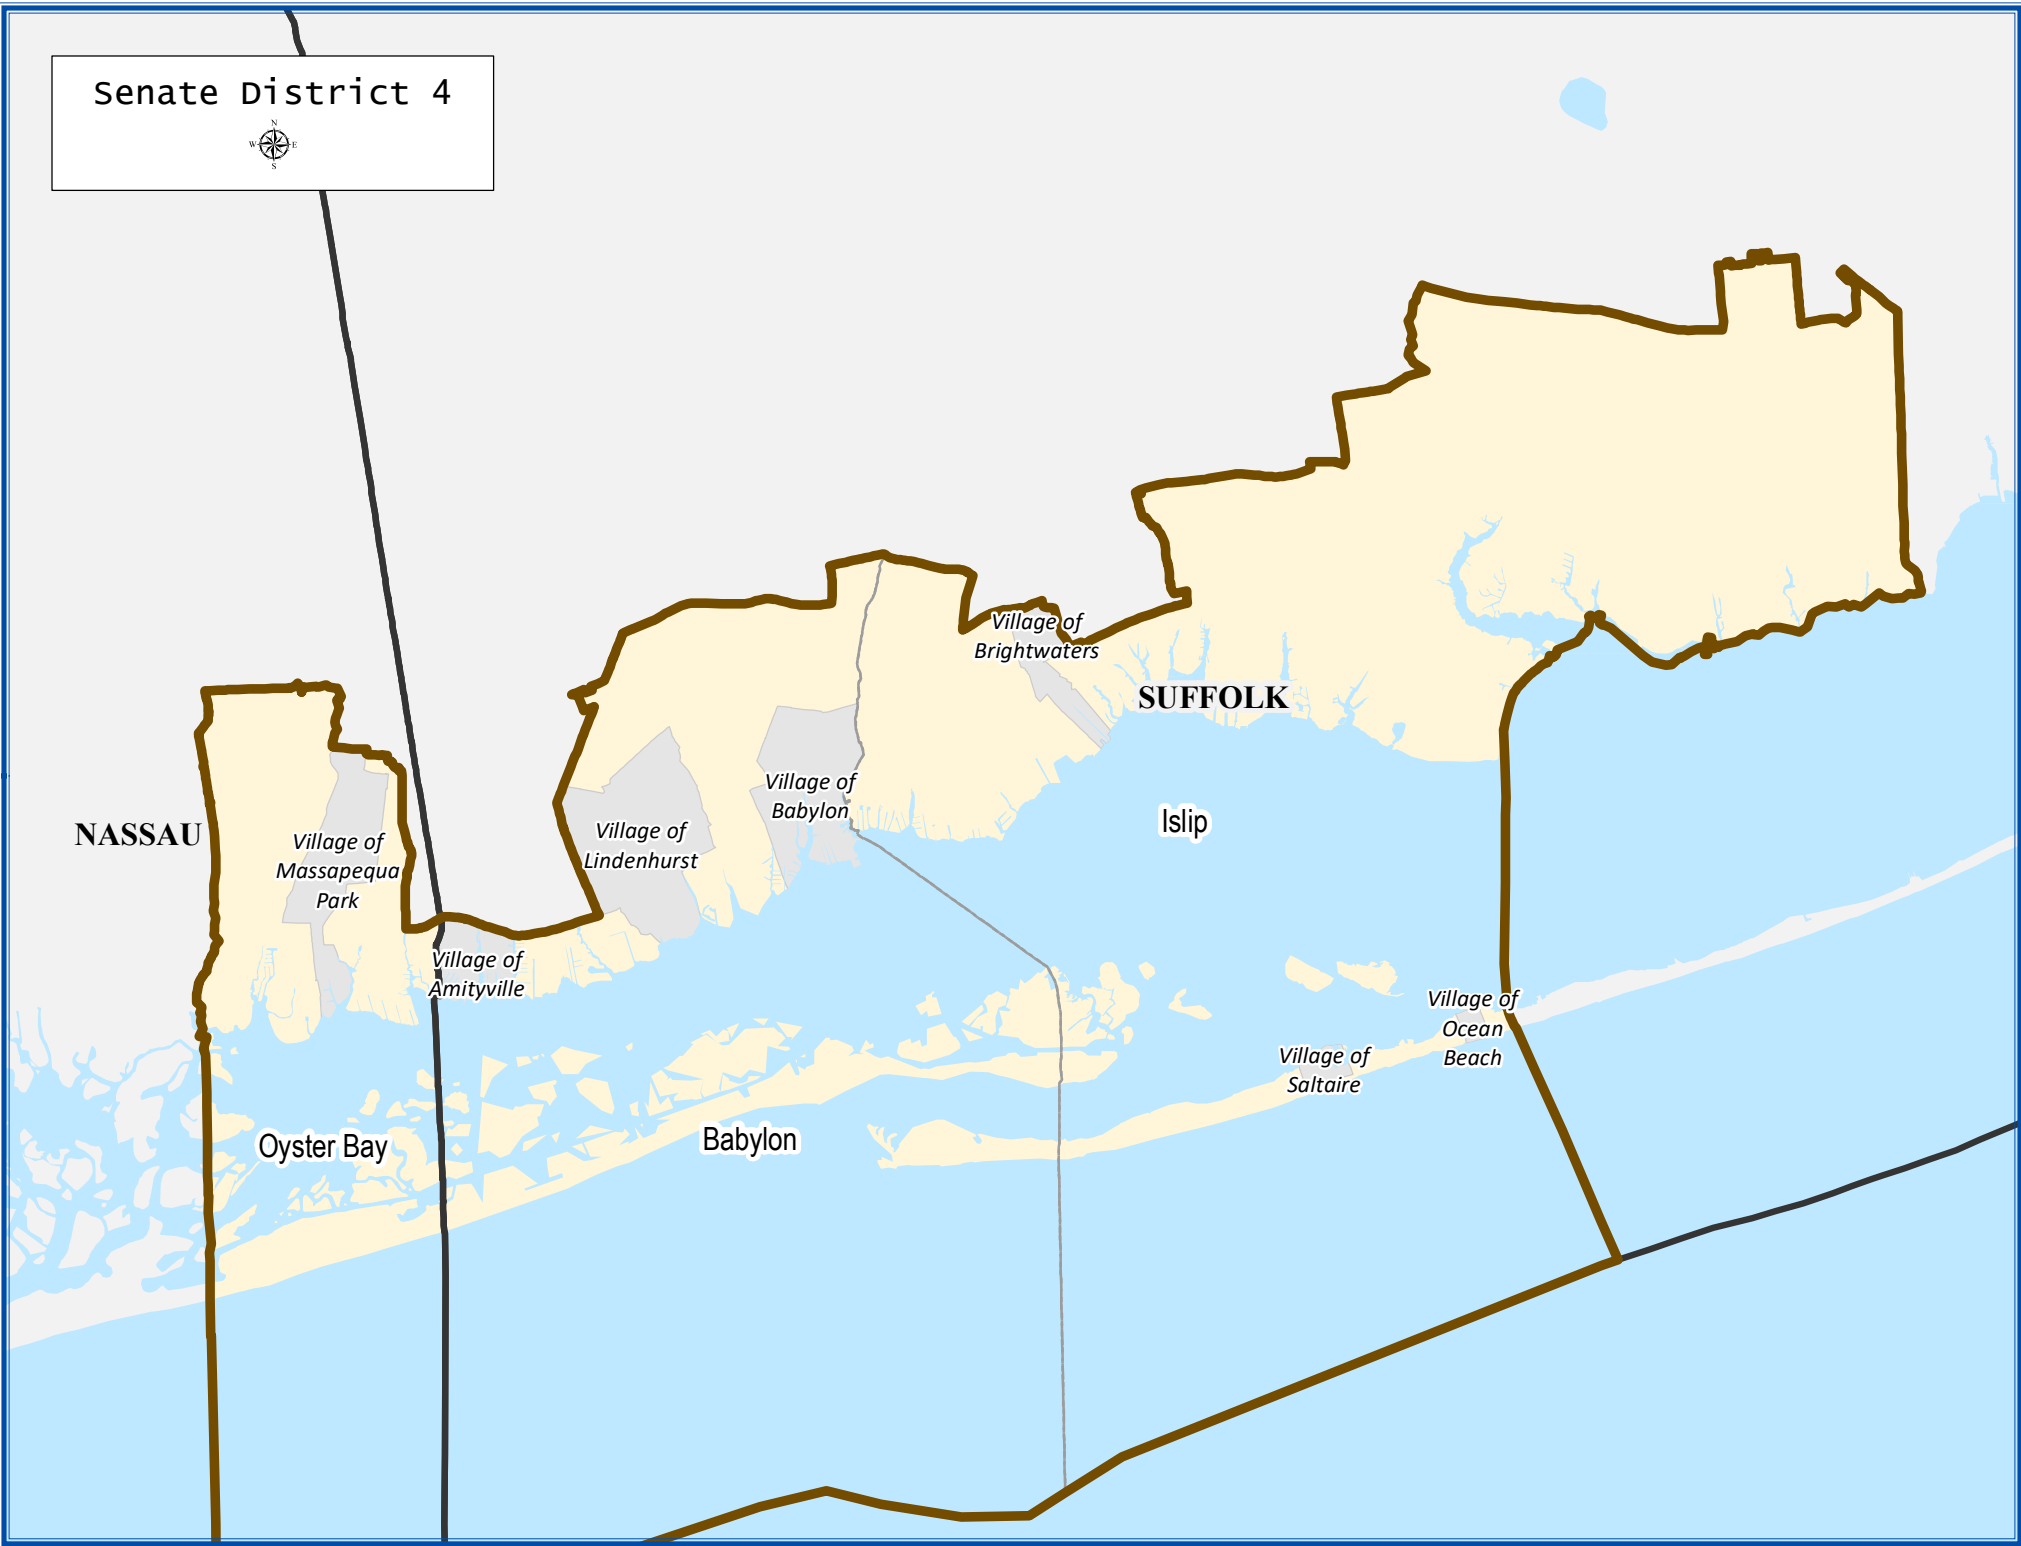 Senate District 4
N
W E
S
Village of
Brightwaters
SUFFOLK
Village of
Babylon
Islip
NASSAU
Village of
Massapequa
Park
Village of
Lindenhurst
Village of
Amityville
Village of
Ocean
Beach
Village of
Saltaire
Oyster Bay
Babylon